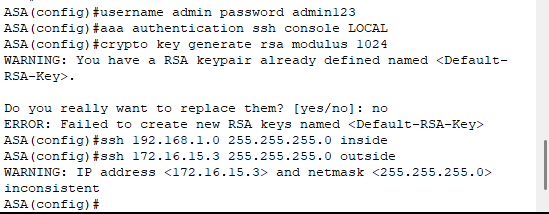 ASA(config)#username admin password admin123
ASA(config)#aaa authentication ssh console LOCAL
ASA(config)#crypto key generate rsa modulus 1024
WARNING: You have a RSA keypair already defined named <Default-
RSA-Key>.
Do you really want to replace them? [yes/no]: no
ERROR: Failed to create new RSA keys named <Default-RSA-Key>
ASA(config)#ssh 192.168.1.0 255.255.255.0 inside
ASA(config)#ssh 172.16.15.3 255.255.255.0 outside
WARNING: IP address <172.16.15.3> and netmask <255.255.255.0>
inconsistent
ASA(config)#